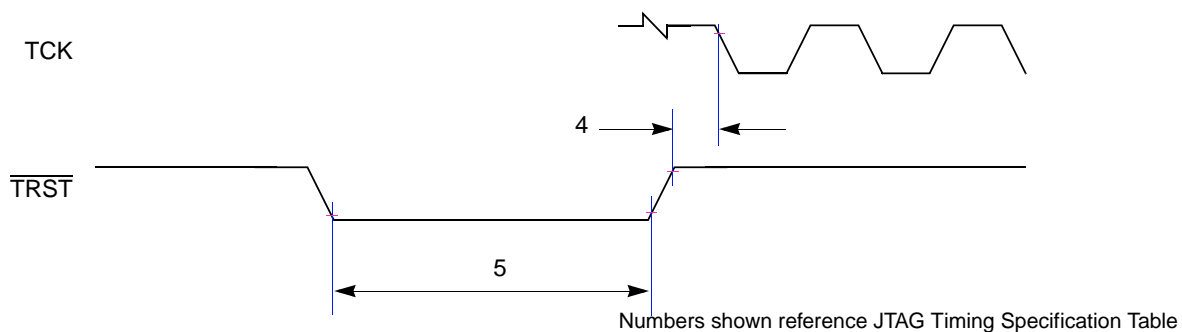 TCK
4
TRST
5
Numbers shown reference JTAG Timing Specification Table